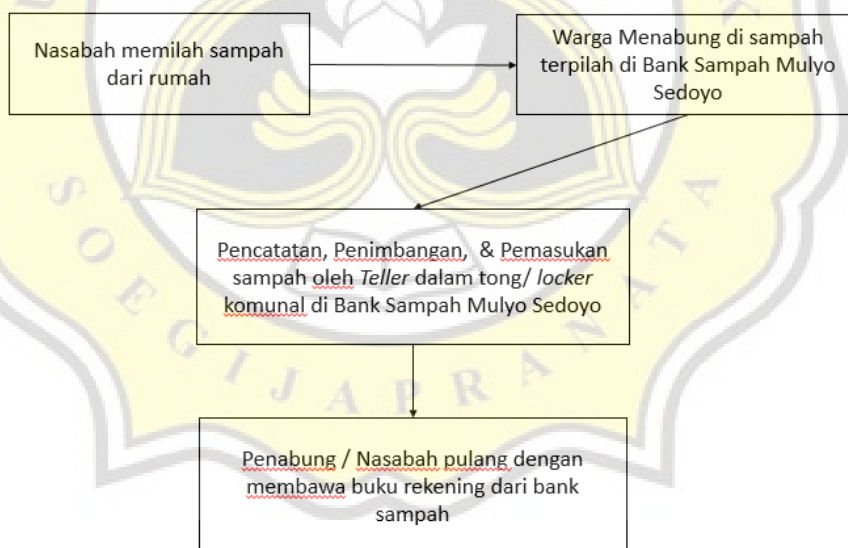 Nasabah memilah sampah
dari rumah
Warga Menabung di sampah
terpilah di Bank Sampah Mulyo
Sedoyo
Pencatatan, Penimbangan, & Pemasukan
sampah oleh Teller dalam tong/ locker
komunal di Bank Sampah Mulyo Sedoyo
Penabung / Nasabah pulang dengan
membawa buku rekening dari bank
sampah
SOEGIJAPRANATA